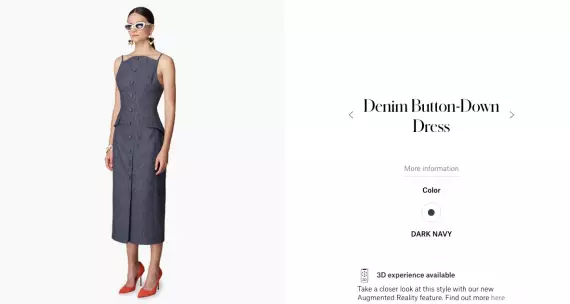 Denim Button-Down
Dress
More information
Color
DARK NAVY
3D experience available
Take a closer look at this style with our new
Augmented Reality feature. Find out more here